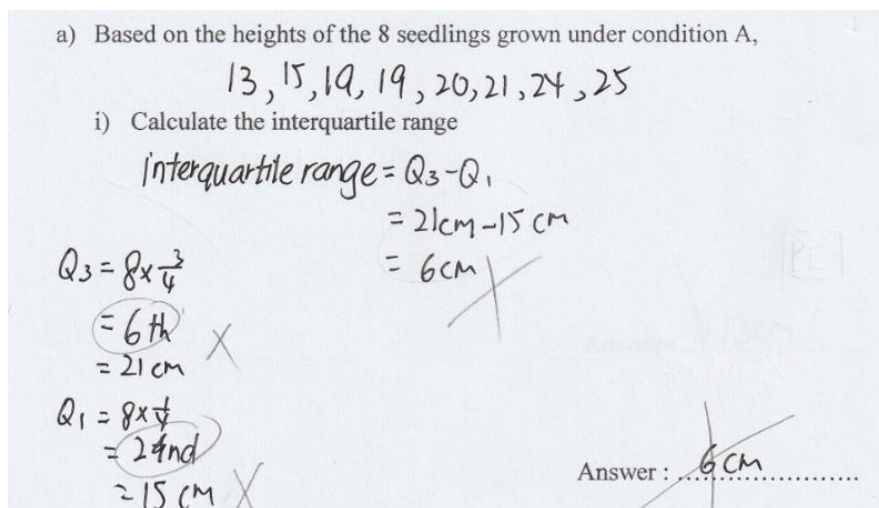 a) Based on the heights of the 8 seedlings grown under condition A,
13, 15, 19, 19, 20, 21, 24, 25
i) Calculate the interquartile range
interquartile range = Q₃-Q₁
= 21cm - 15 cm
= 6cm
Q₃ = 8 x 3/4
= 6th
= 21 cm
Q₁ = 8 x 1/4
= 2nd
= 15 cm
Answer : 6 cm